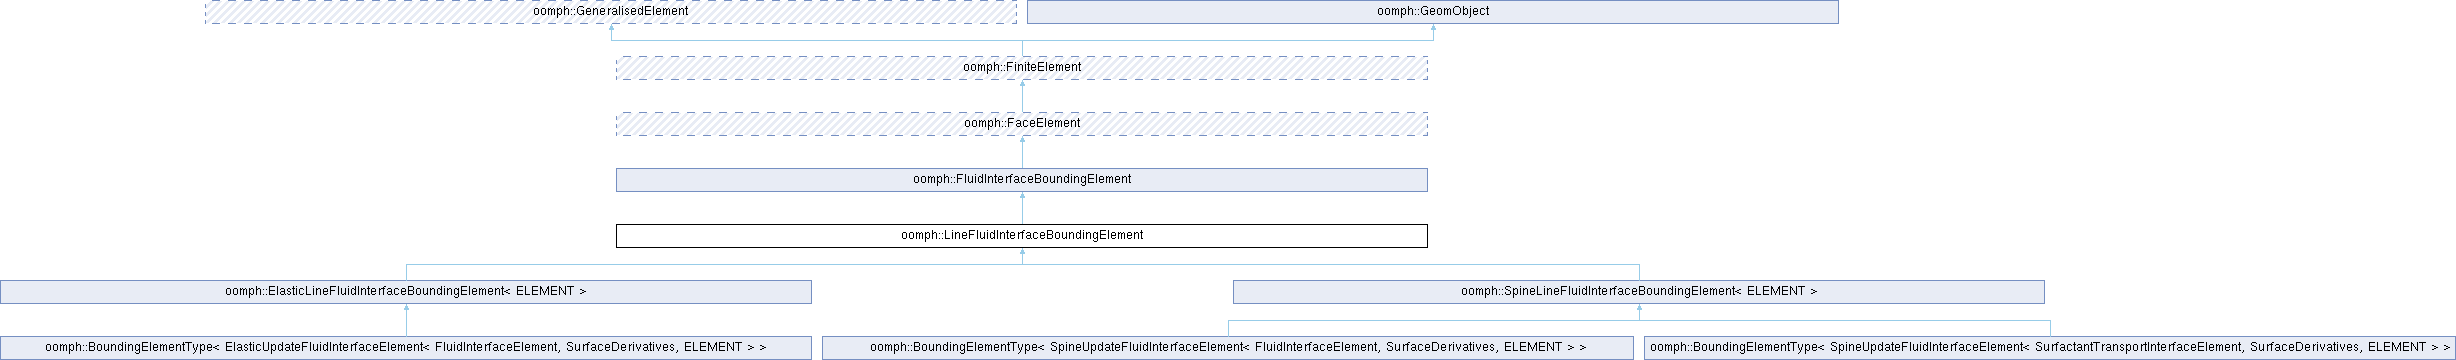 oomph::GeneralisedElement
oomph::GeomObject
oomph::FiniteElement
oomph::FaceElement
oomph::FluidInterfaceBoundingElement
oomph::LineFluidInterfaceBoundingElement
oomph::ElasticLineFluidInterfaceBoundingElement< ELEMENT >
oomph::SpineLineFluidInterfaceBoundingElement< ELEMENT >
oomph::BoundingElementType< ElasticUpdateFluidInterfaceElement< FluidInterfaceElement, SurfaceDerivatives, ELEMENT > >
oomph::BoundingElementType< SpineUpdateFluidInterfaceElement< FluidInterfaceElement, SurfaceDerivatives, ELEMENT > >
oomph::BoundingElementType< SpineUpdateFluidInterfaceElement< SurfactantTransportInterfaceElement, SurfaceDerivatives, ELEMENT > >